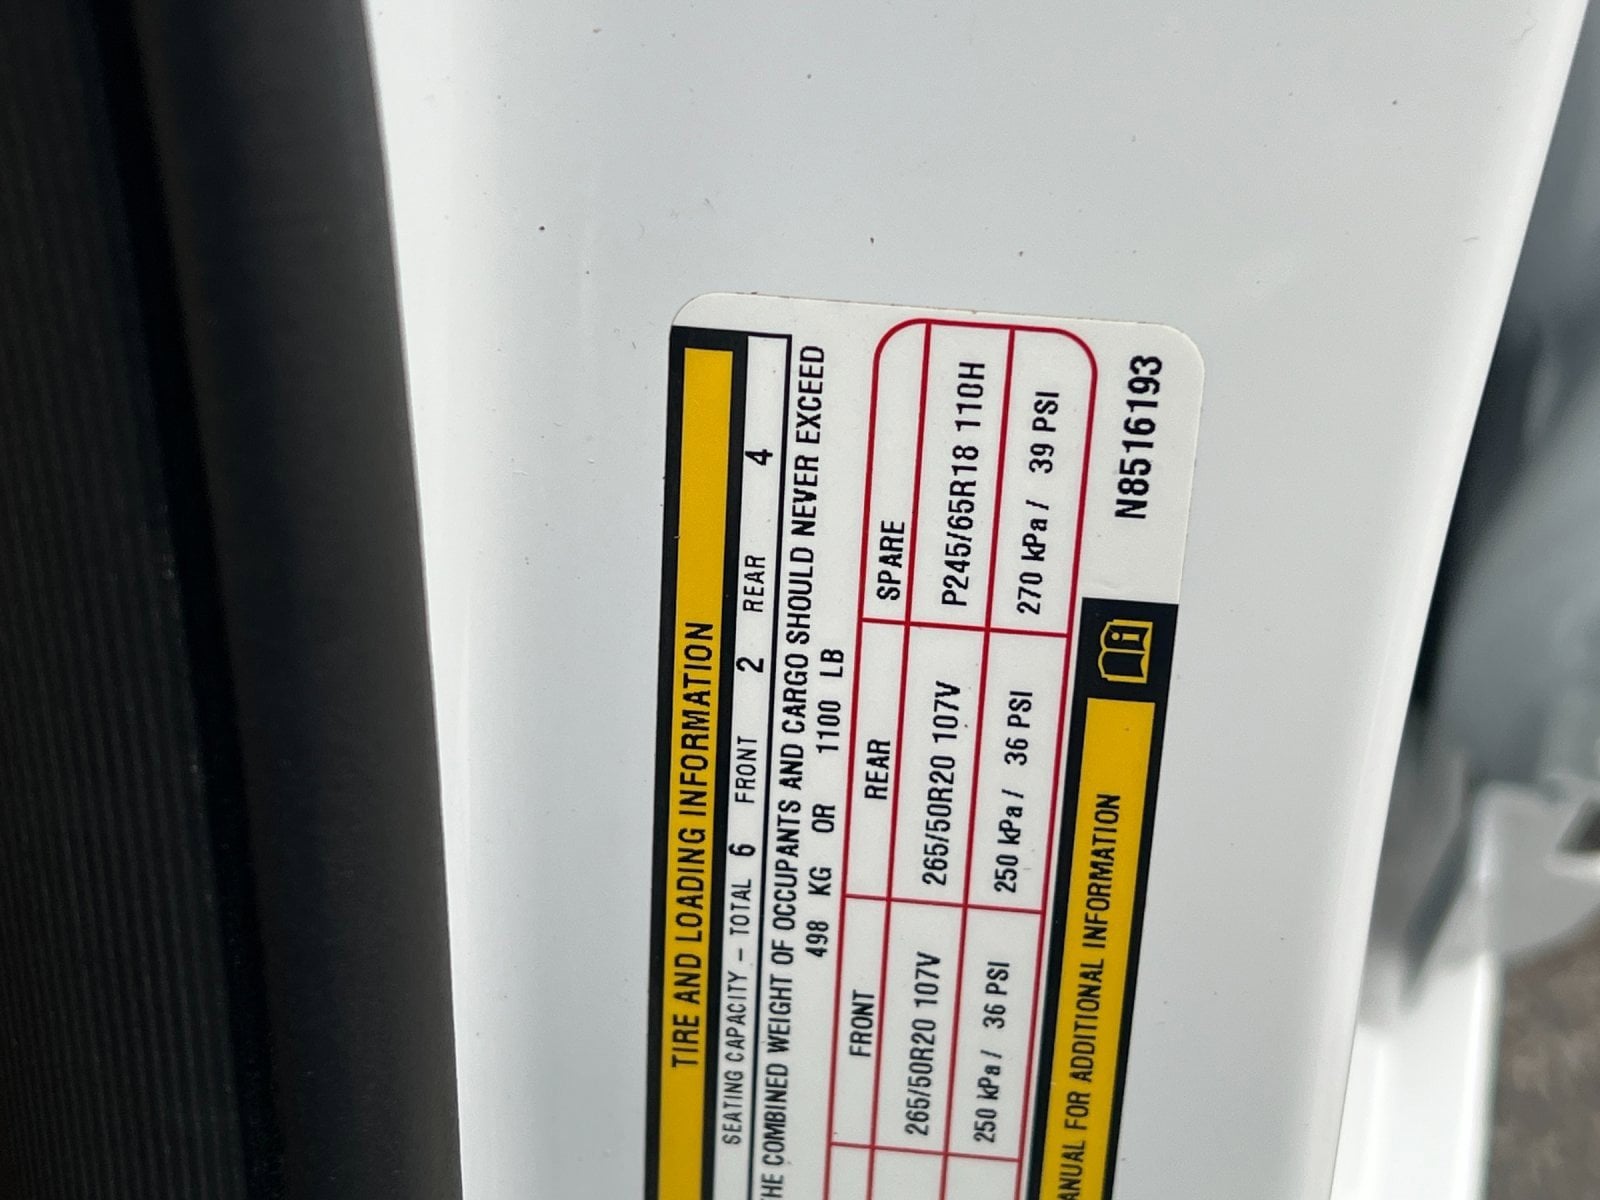 TIRE AND LOADING INFORMATION
SEATING CAPACITY – TOTAL 6 FRONT 2 REAR 4
THE COMBINED WEIGHT OF OCCUPANTS AND CARGO SHOULD NEVER EXCEED
498 KG OR 1100 LB
FRONT REAR SPARE
265/50R20 107V 265/50R20 107V P245/65R18 110H
250 kPa / 36 PSI 250 kPa / 36 PSI 270 kPa / 39 PSI
MANUAL FOR ADDITIONAL INFORMATION
N8516193